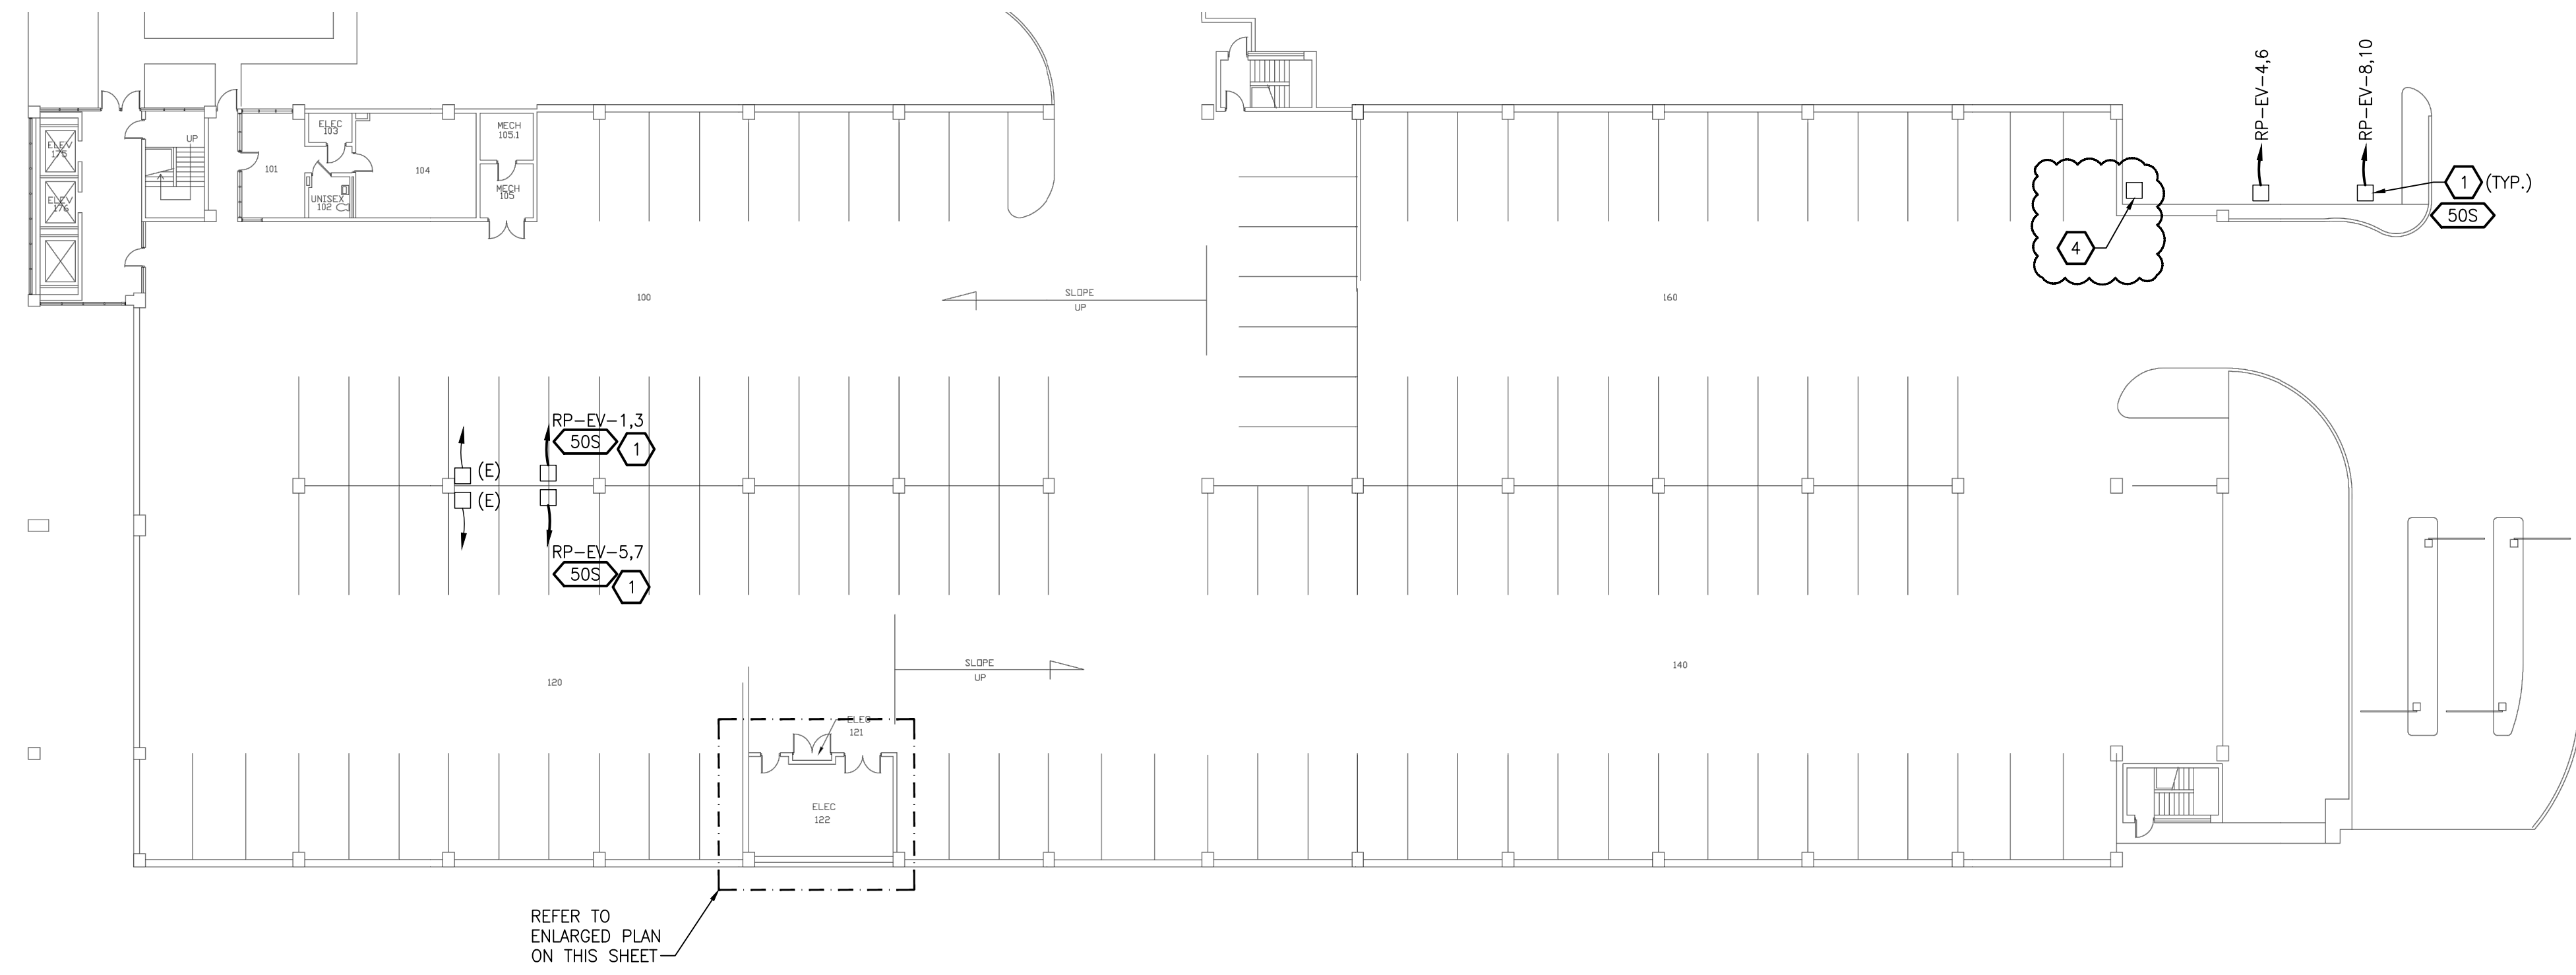 RP-EV-4,6
RP-EV-8,10
1
(TYP.)
50S
4
ELEV
175
ELEV
176
UP
101
ELEC
103
UNISEX
102
104
MECH
105.1
MECH
105
100
SLOPE
UP
160
RP-EV-1,3
50S
1
(E)
(E)
RP-EV-5,7
50S
1
120
SLOPE
UP
140
ELEC
121
ELEC
122
REFER TO
ENLARGED PLAN
ON THIS SHEET